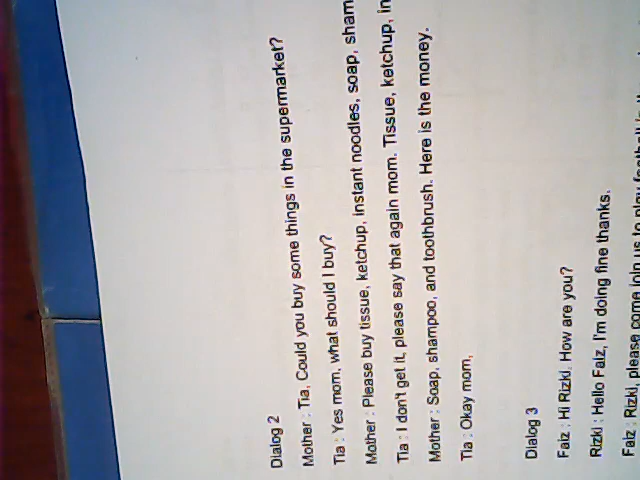 Dialog 2
Mother : Tia, Could you buy some things in the supermarket?
Tia : Yes mom, what should I buy?
Mother : Please buy tissue, ketchup, instant noodles, soap, sham
Tia : I don't get it, please say that again mom. Tissue, ketchup, in
Mother : Soap, shampoo, and toothbrush. Here is the money.
Tia : Okay mom,
Dialog 3
Faiz : Hi Rizki. How are you?
Rizki : Hello Faiz, I'm doing fine thanks.
Faiz : Rizki, please come join us to play football